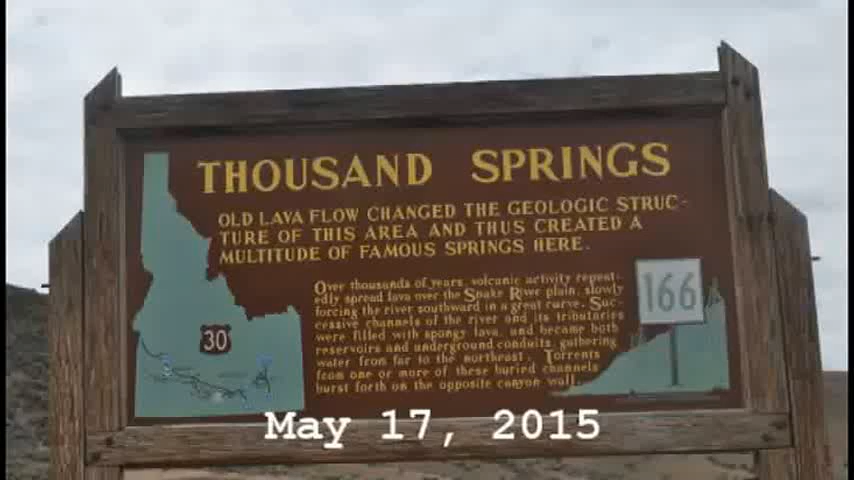 THOUSAND SPRINGS
OLD LAVA FLOW CHANGED THE GEOLOGIC STRUC-
TURE OF THIS AREA AND THUS CREATED A
MULTITUDE OF FAMOUS SPRINGS HERE.
Over thousands of years, volcanic activity repeat-
edly spread lava over the Snake River plain, slowly
forcing the river southward in a great curve. Suc-
cessive channels of the river and its tributaries
were filled with spongy lava, and became both
reservoirs and underground conduits, gathering
water from far to the northeast. Torrents
from one or more of these buried channels
burst forth on the opposite canyon wall.
166
30
May 17, 2015